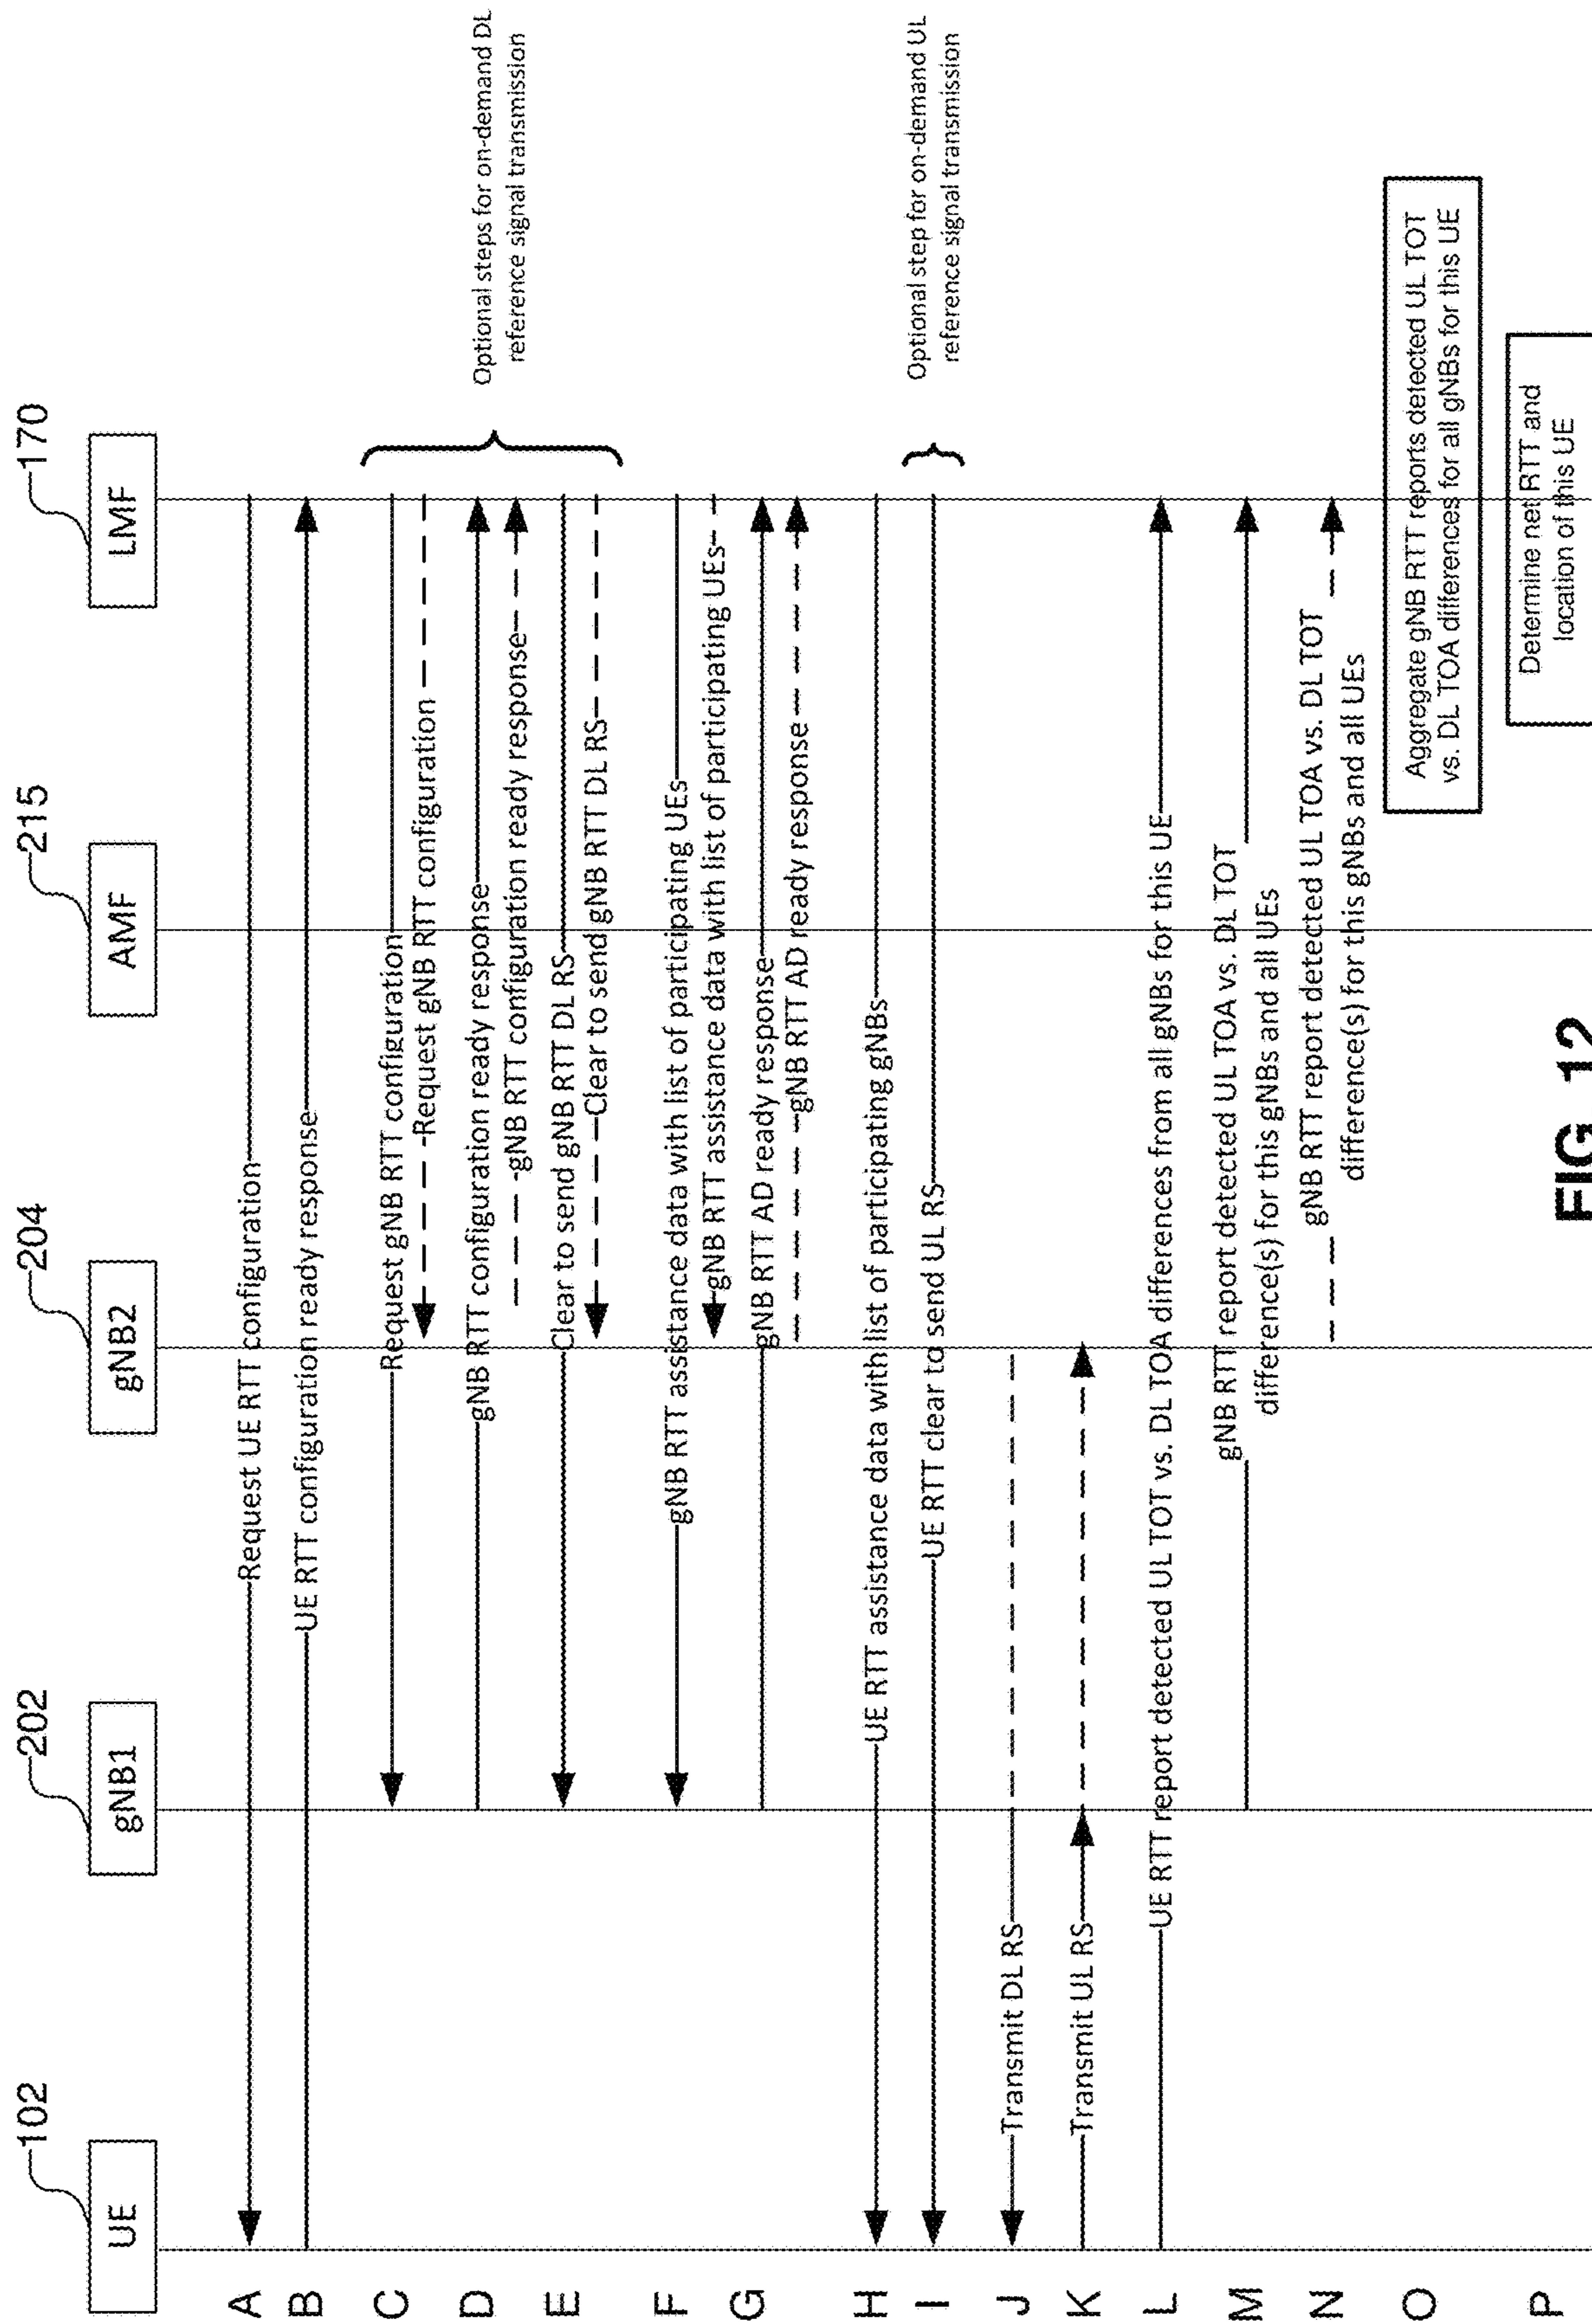 102
202
204
215
170
UE
gNB1
gNB2
AMF
LMF
A
Request UE RTT configuration
B
UE RTT configuration ready response
C
Request gNB RTT configuration
Request gNB RTT configuration
D
gNB RTT configuration ready response
gNB RTT configuration ready response
E
Clear to send gNB RTT DL RS
Clear to send gNB RTT DL RS
Optional steps for on-demand DL
reference signal transmission
F
gNB RTT assistance data with list of participating UEs
gNB RTT assistance data with list of participating UEs
G
gNB RTT AD ready response
gNB RTT AD ready response
H
UE RTT assistance data with list of participating gNBs
I
UE RTT clear to send UL RS
Optional step for on-demand UL
reference signal transmission
J
Transmit DL RS
K
Transmit UL RS
L
UE RTT report detected UL TOT vs. DL TOA differences from all gNBs for this UE
M
gNB RTT report detected UL TOA vs. DL TOT
difference(s) for this gNBs and all UEs
N
gNB RTT report detected UL TOA vs. DL TOT
difference(s) for this gNBs and all UEs
O
Aggregate gNB RTT reports detected UL TOT
vs. DL TOA differences for all gNBs for this UE
P
Determine net RTT and
location of this UE
FIG. 12